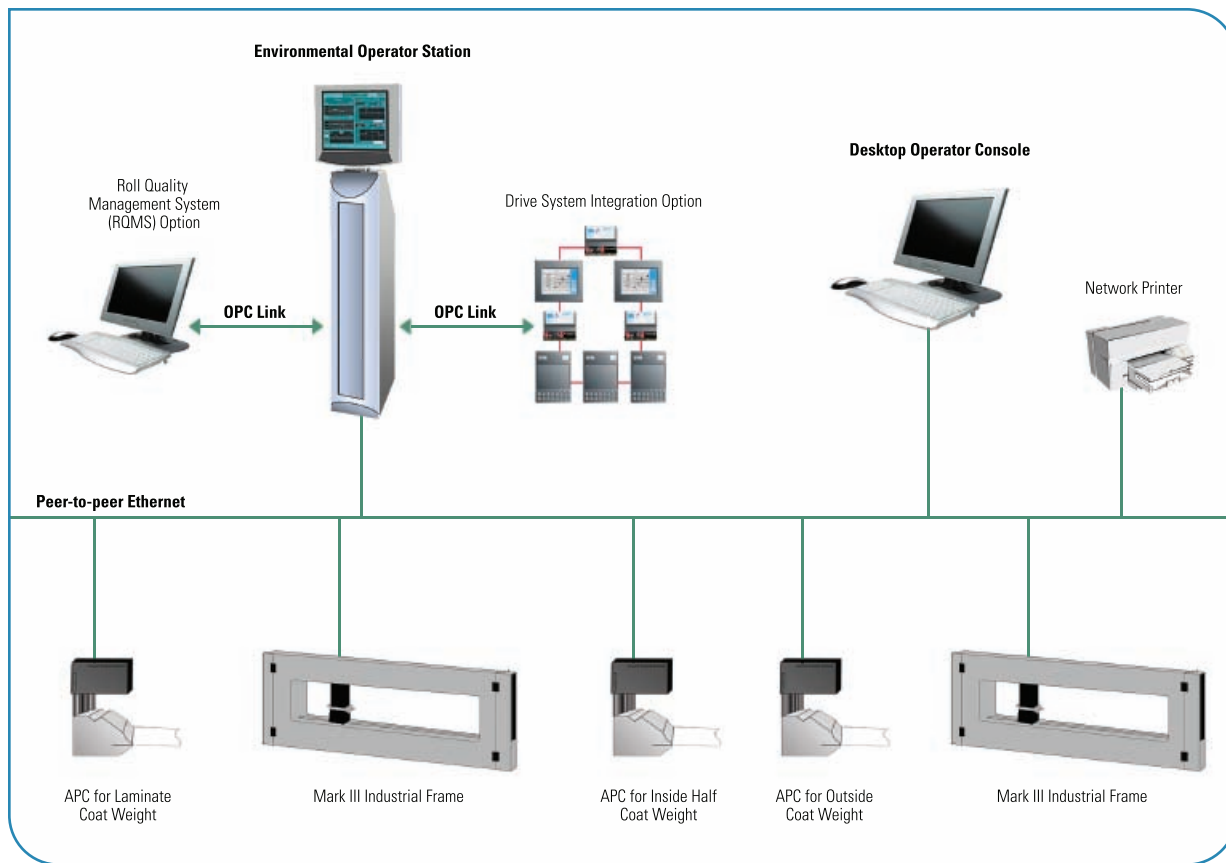 Environmental Operator Station
Desktop Operator Console
Roll Quality
Management System
(RQMS) Option
Drive System Integration Option
Network Printer
OPC Link
OPC Link
Peer-to-peer Ethernet
APC for Laminate
Coat Weight
Mark III Industrial Frame
APC for Inside Half
Coat Weight
APC for Outside
Coat Weight
Mark III Industrial Frame